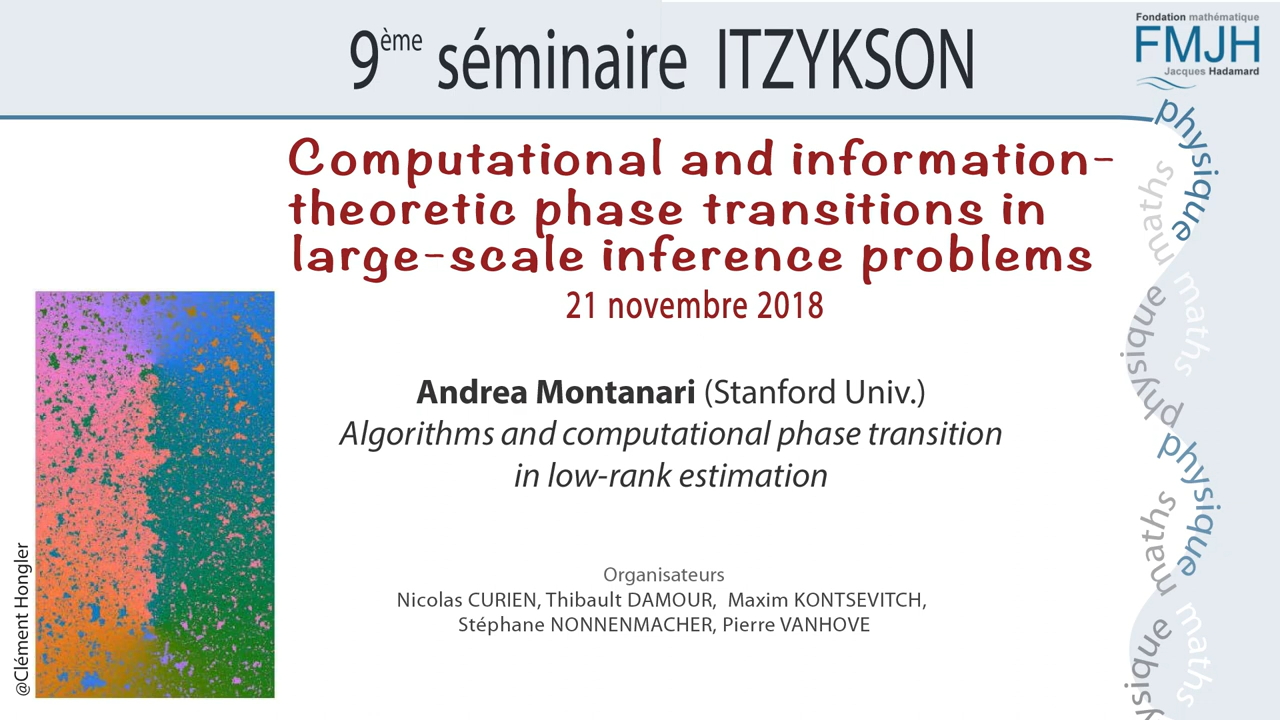 9ème séminaire ITZYKSON
Fondation mathématique
FMJH
Jacques Hadamard
Computational and information-
theoretic phase transitions in
large-scale inference problems
21 novembre 2018
Andrea Montanari (Stanford Univ.)
Algorithms and computational phase transition
in low-rank estimation
Organisateurs
Nicolas CURIEN, Thibault DAMOUR, Maxim KONTSEVITCH,
Stéphane NONNENMACHER, Pierre VANHOVE
@Clément Hongler
physique
maths
maths
physique
physique
maths
maths
sique